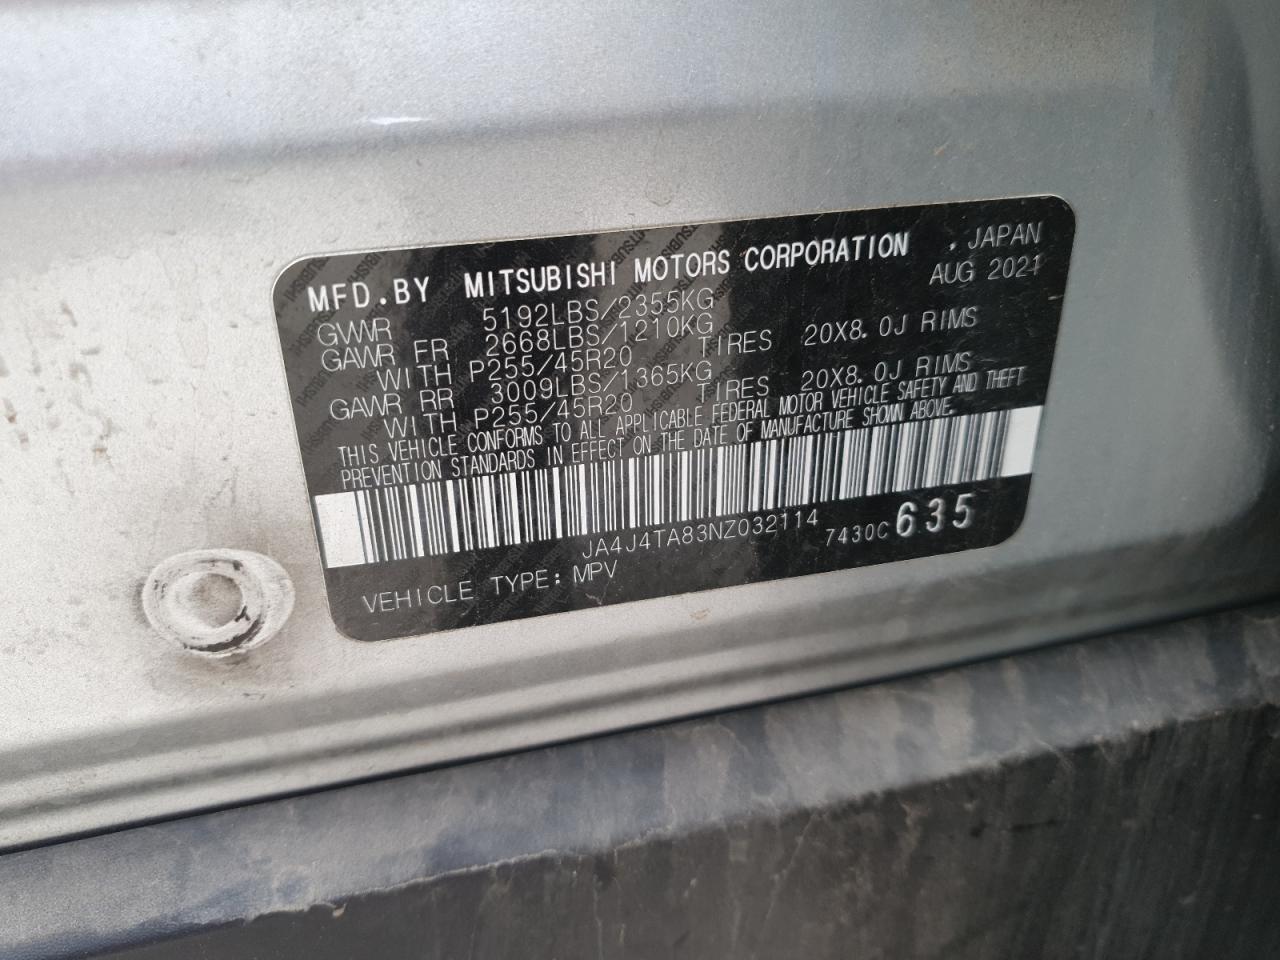 MFD.BY MITSUBISHI MOTORS CORPORATION , JAPAN
AUG 2021
GVWR 5192LBS/2355KG
GAWR FR 2668LBS/1210KG
WITH P255/45R20 TIRES 20X8.0J RIMS
GAWR RR 3009LBS/1365KG
WITH P255/45R20 TIRES 20X8.0J RIMS
THIS VEHICLE CONFORMS TO ALL APPLICABLE FEDERAL MOTOR VEHICLE SAFETY AND THEFT
PREVENTION STANDARDS IN EFFECT ON THE DATE OF MANUFACTURE SHOWN ABOVE.
JA4J4TA83NZ032114 7430C 635
VEHICLE TYPE: MPV